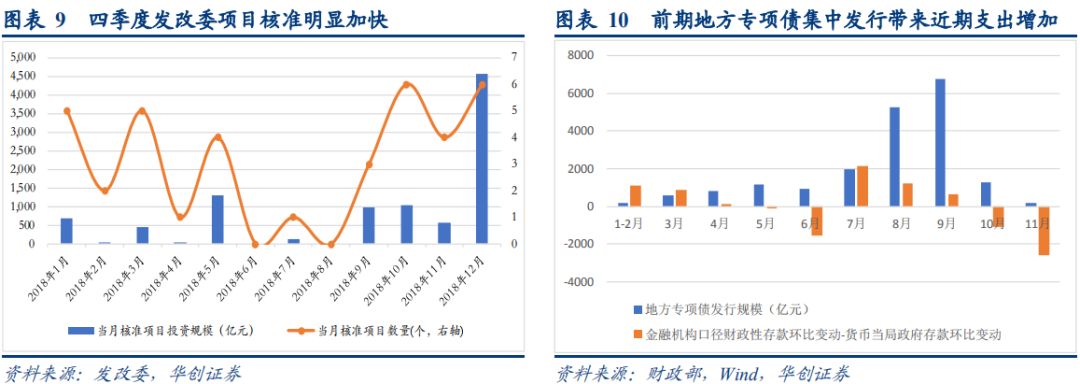 图表 9 四季度发改委项目核准明显加快
5,000
4,500
4,000
3,500
3,000
2,500
2,000
1,500
1,000
500
0
7
6
5
4
3
2
1
0
2018年1月
2018年2月
2018年3月
2018年4月
2018年5月
2018年6月
2018年7月
2018年8月
2018年9月
2018年10月
2018年11月
2018年12月
当月核准项目投资规模（亿元）
当月核准项目数量(个，右轴)
资料来源：发改委，华创证券
图表 10 前期地方专项债集中发行带来近期支出增加
8000
6000
4000
2000
0
-2000
-4000
1-2月
3月
4月
5月
6月
7月
8月
9月
10月
11月
地方专项债发行规模（亿元）
金融机构口径财政性存款环比变动-货币当局政府存款环比变动
资料来源：财政部，Wind，华创证券